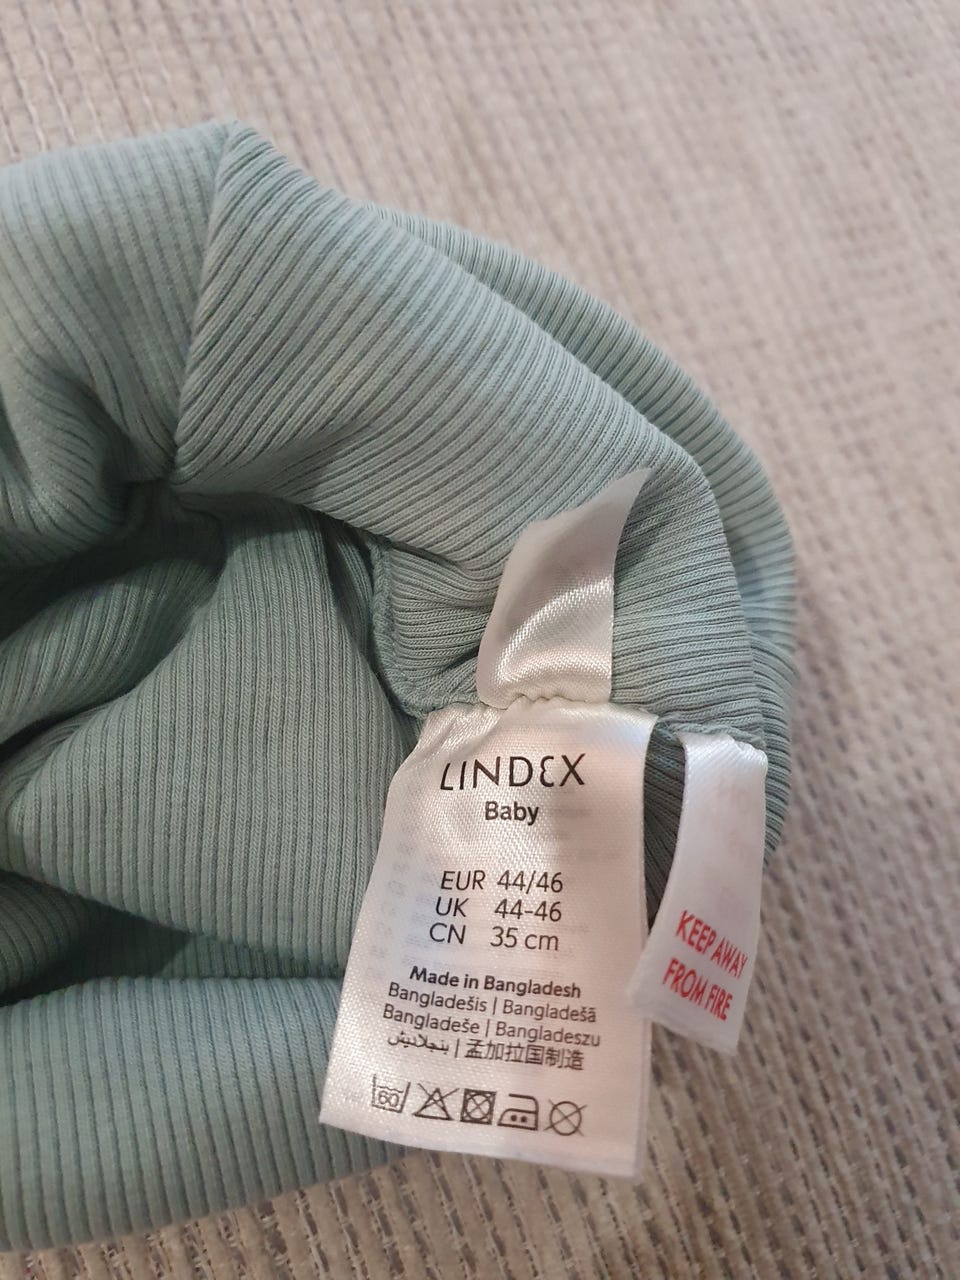 LINDEX
Baby
EUR 44/46
UK 44-46
CN 35 cm
Made in Bangladesh
Bangladešis | Bangladešā
Bangladeše | Bangladeszu
بنجلاديش | 孟加拉国制造
60
KEEP AWAY
FROM FIRE